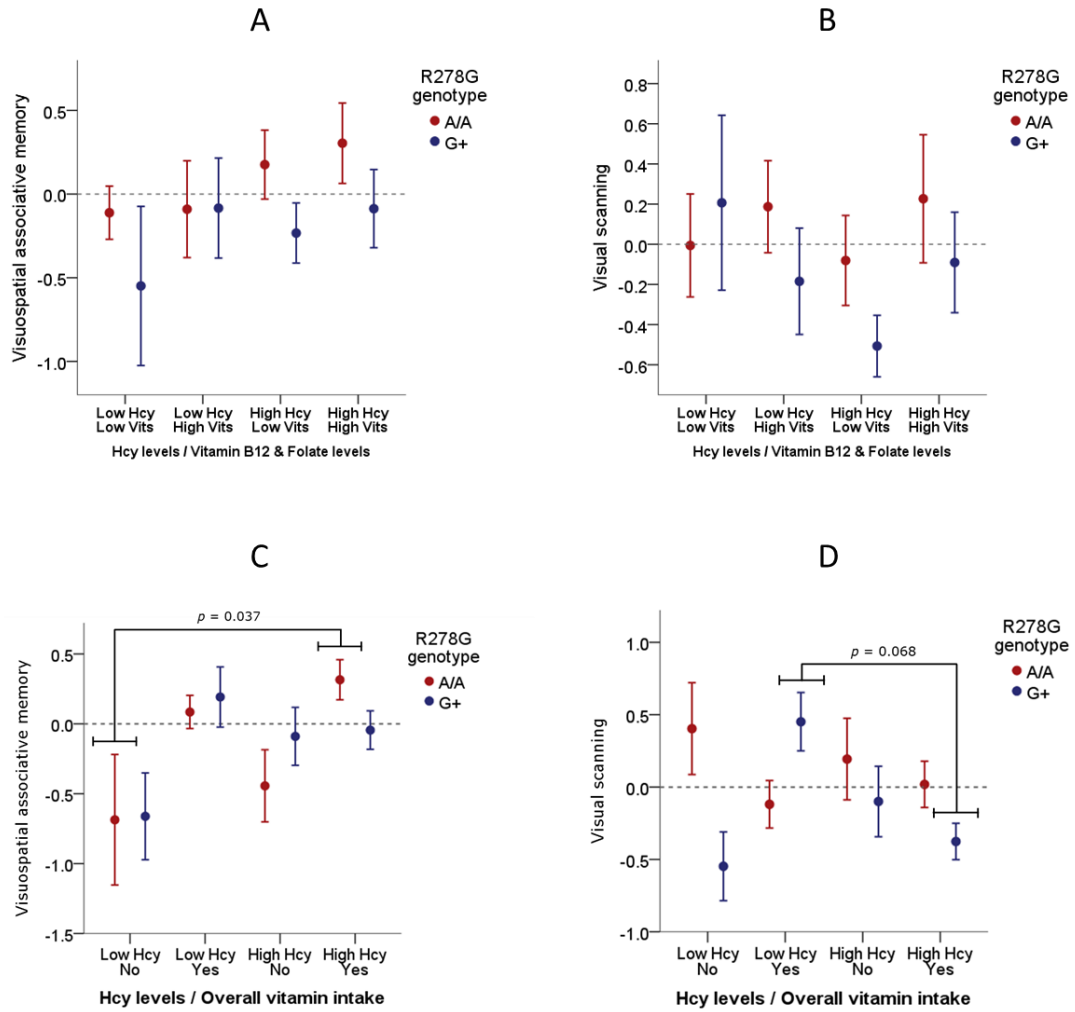 A
Visuospatial associative memory
0.5
0.0
-0.5
-1.0
R278G
genotype
A/A
G+
Low Hcy Low Hcy High Hcy High Hcy
Low Vits High Vits Low Vits High Vits
Hcy levels / Vitamin B12 & Folate levels
B
Visual scanning
0.8
0.6
0.4
0.2
0.0
-0.2
-0.4
-0.6
R278G
genotype
A/A
G+
Low Hcy Low Hcy High Hcy High Hcy
Low Vits High Vits Low Vits High Vits
Hcy levels / Vitamin B12 & Folate levels
C
Visuospatial associative memory
p = 0.037
0.5
0.0
-0.5
-1.0
-1.5
R278G
genotype
A/A
G+
Low Hcy Low Hcy High Hcy High Hcy
No Yes No Yes
Hcy levels / Overall vitamin intake
D
Visual scanning
p = 0.068
1.0
0.5
0.0
-0.5
-1.0
R278G
genotype
A/A
G+
Low Hcy Low Hcy High Hcy High Hcy
No Yes No Yes
Hcy levels / Overall vitamin intake